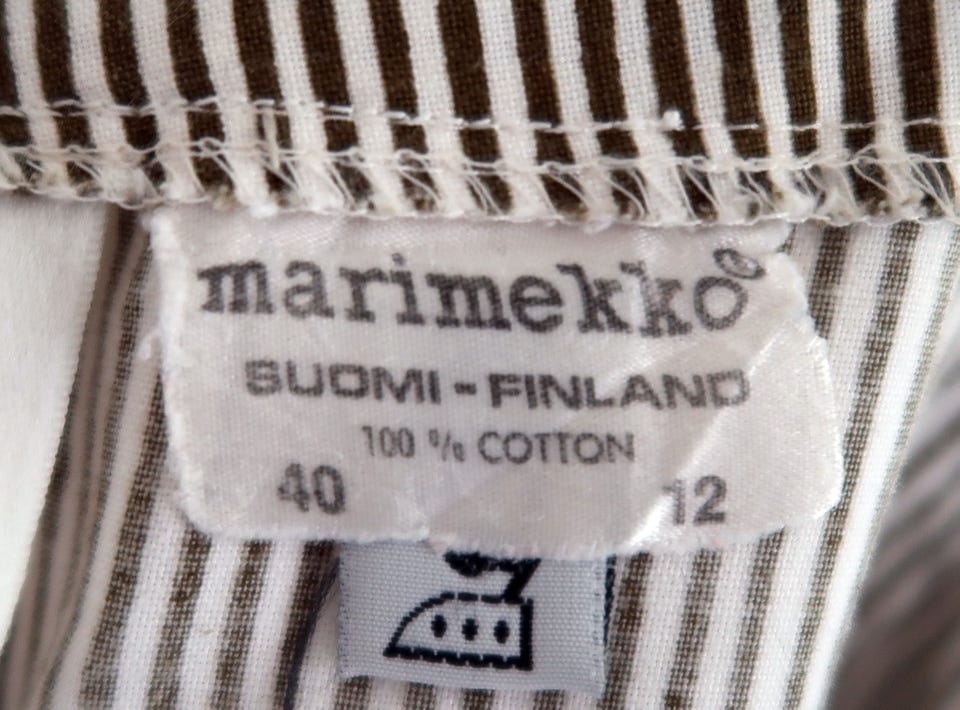 marimekko®
SUOMI - FINLAND
100 % COTTON
40 12